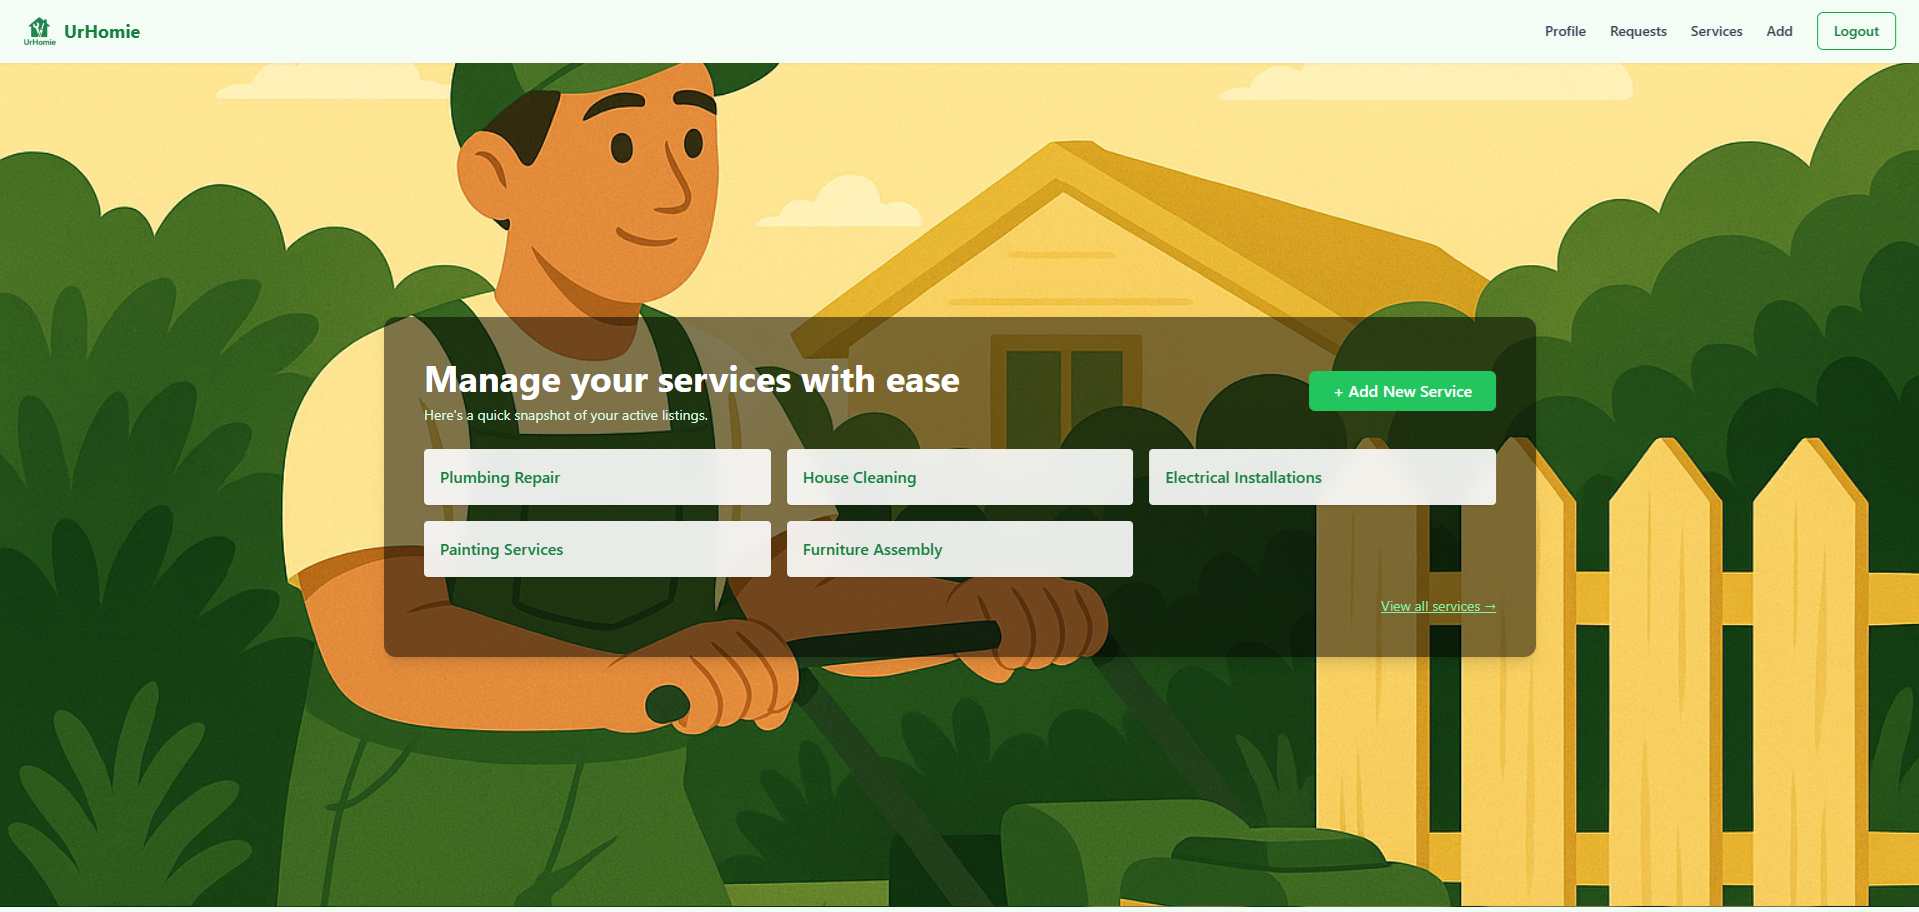 UrHomie
UrHomie
Profile
Requests
Services
Add
Logout
Manage your services with ease
+ Add New Service
Here's a quick snapshot of your active listings.
Plumbing Repair
House Cleaning
Electrical Installations
Painting Services
Furniture Assembly
View all services →